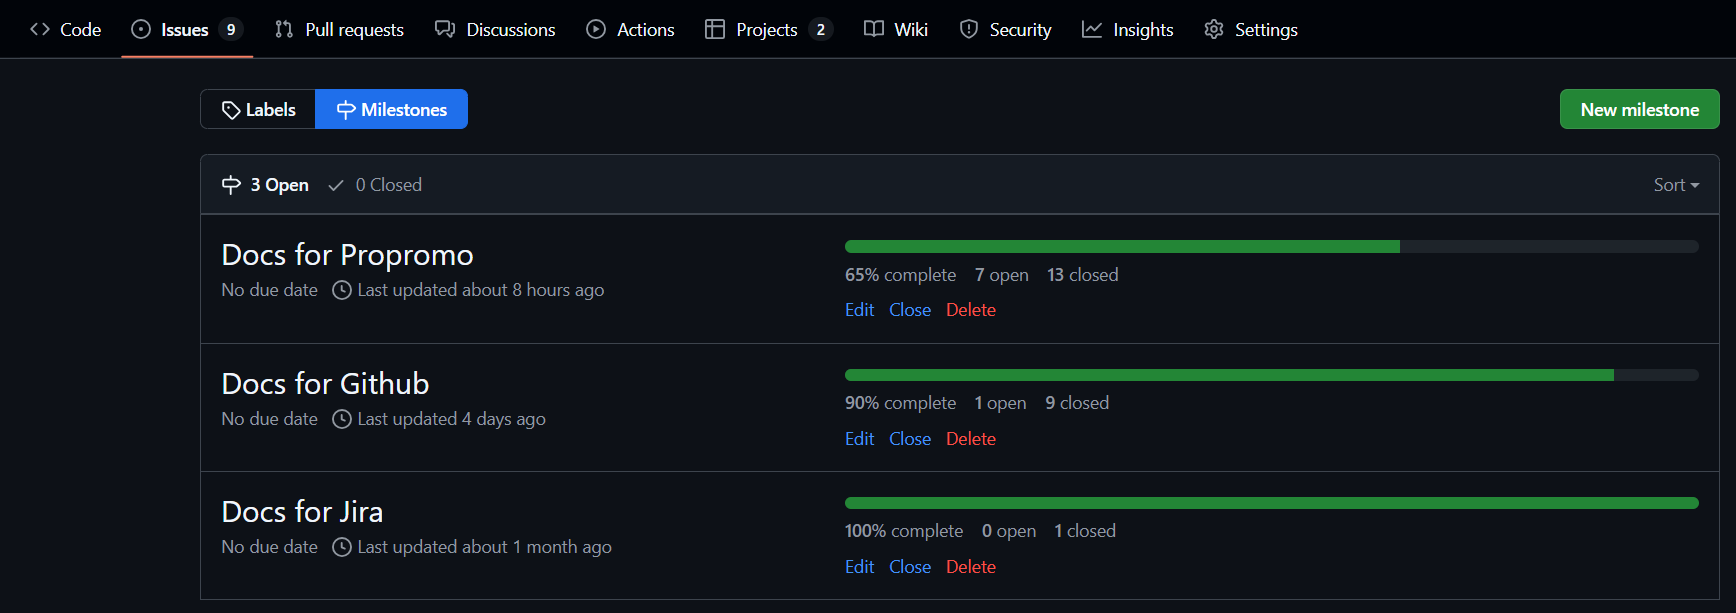 Code Issues 9 Pull requests Discussions Actions Projects 2 Wiki Security Insights Settings
Labels Milestones New milestone
3 Open 0 Closed Sort
Docs for Propromo
No due date Last updated about 8 hours ago
65% complete 7 open 13 closed
Edit Close Delete
Docs for Github
No due date Last updated 4 days ago
90% complete 1 open 9 closed
Edit Close Delete
Docs for Jira
No due date Last updated about 1 month ago
100% complete 0 open 1 closed
Edit Close Delete